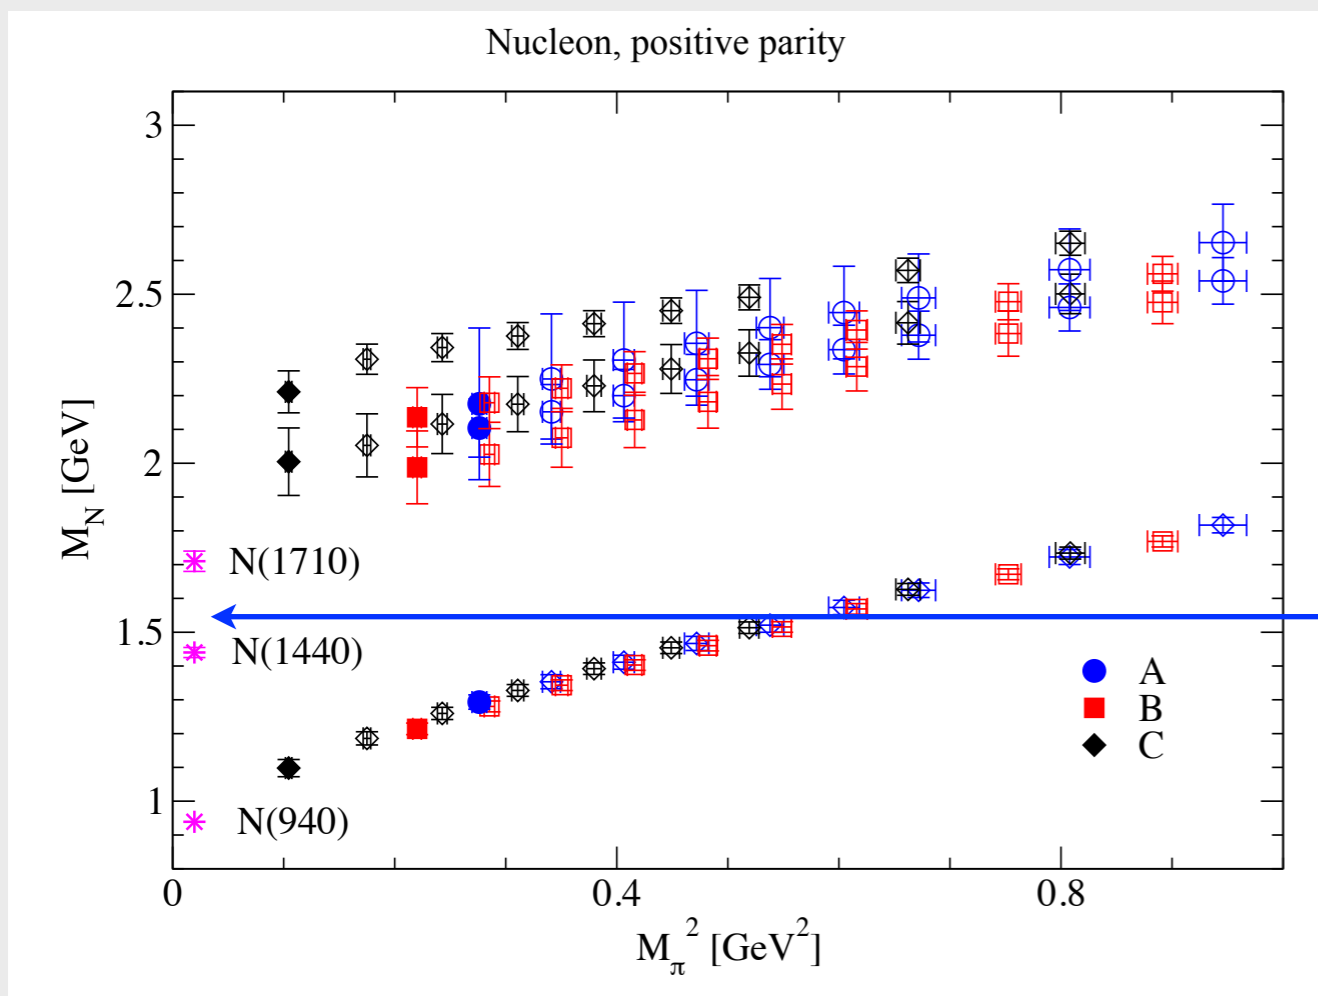 Nucleon, positive parity
3
2.5
2
1.5
1
M_N [GeV]
N(1710)
N(1440)
N(940)
A
B
C
0
0.4
0.8
M_π^2 [GeV^2]